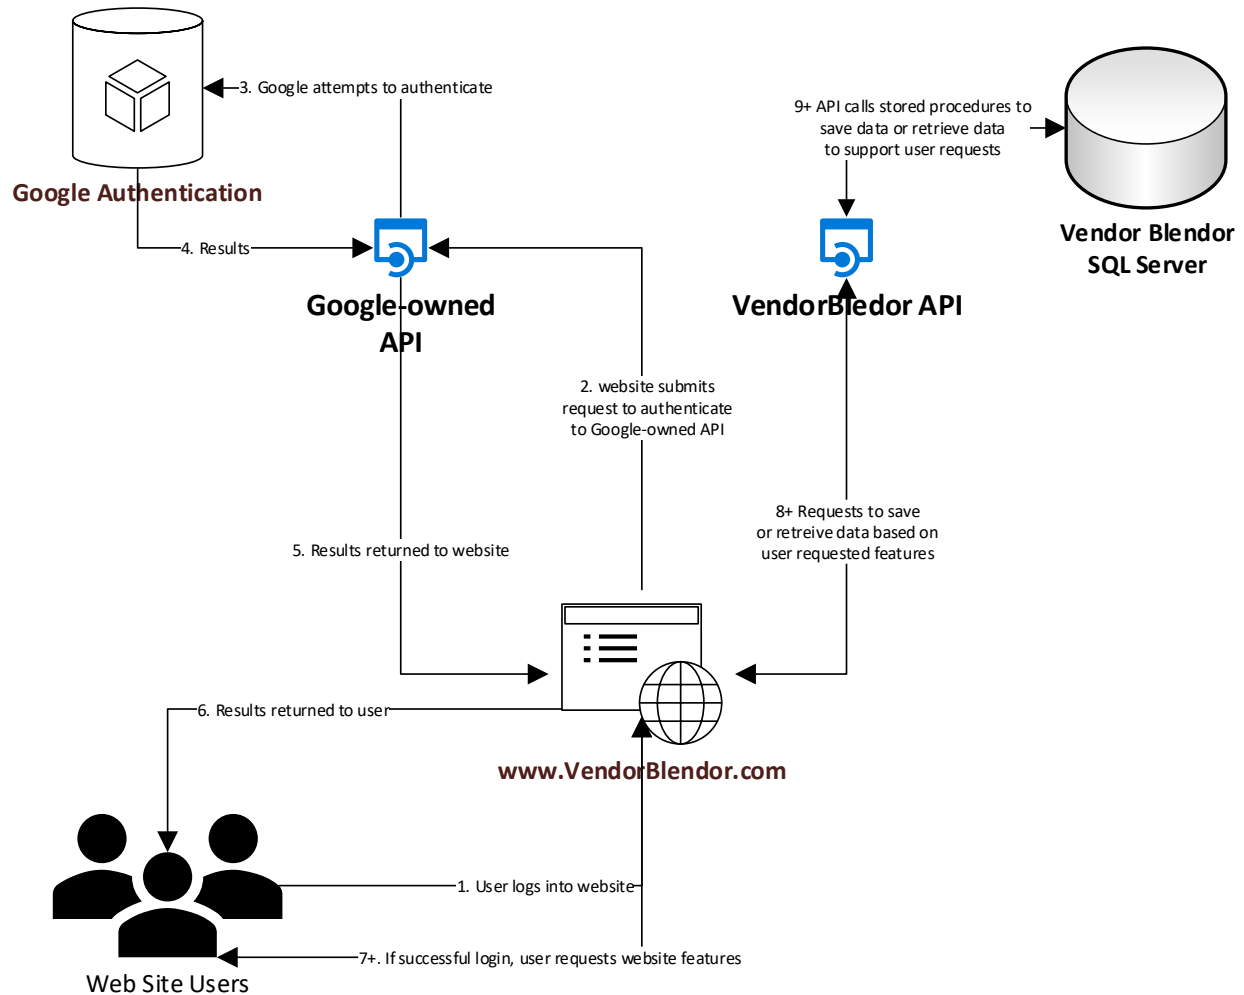 3. Google attempts to authenticate
9+ API calls stored procedures to
save data or retrieve data
to support user requests
Google Authentication
4. Results
Vendor Blendor
SQL Server
Google-owned
API
VendorBledor API
2. website submits
request to authenticate
to Google-owned API
8+ Requests to save
or retreive data based on
user requested features
5. Results returned to website
6. Results returned to user
www.VendorBlendor.com
1. User logs into website
7+. If successful login, user requests website features
Web Site Users